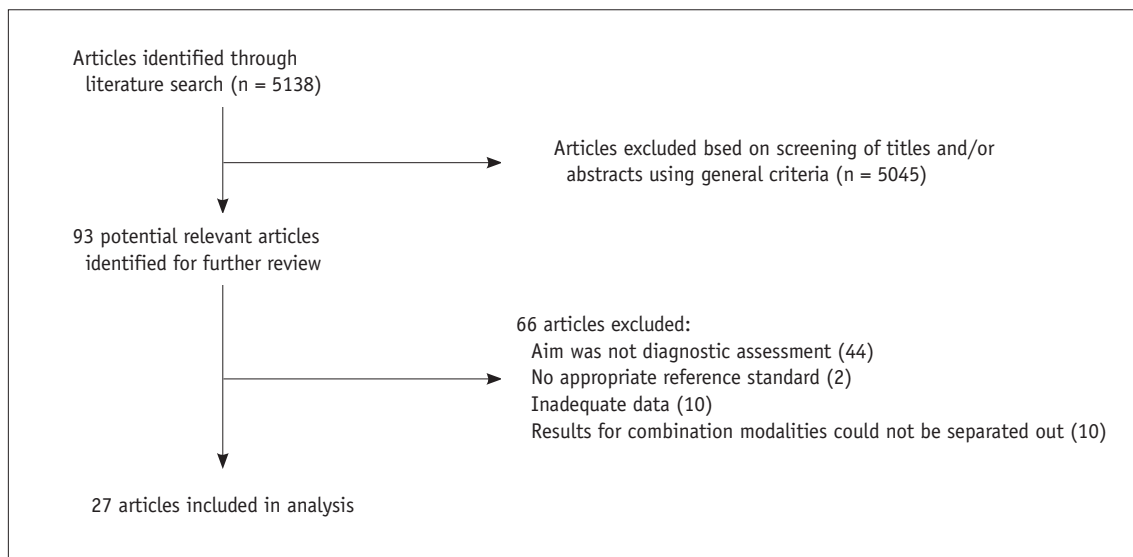 Articles identified through
literature search (n = 5138)
Articles excluded bsed on screening of titles and/or
abstracts using general criteria (n = 5045)
93 potential relevant articles
identified for further review
66 articles excluded:
Aim was not diagnostic assessment (44)
No appropriate reference standard (2)
Inadequate data (10)
Results for combination modalities could not be separated out (10)
27 articles included in analysis